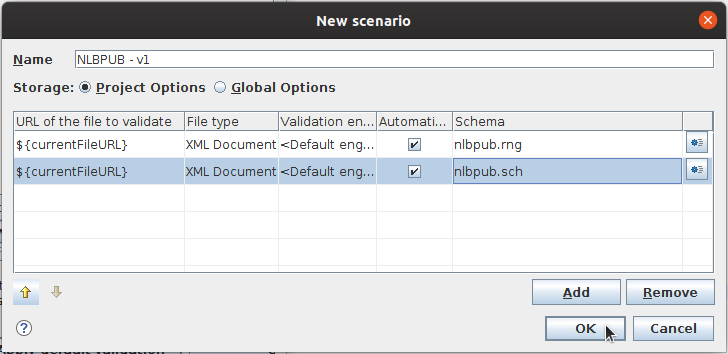 New scenario
Name NLBPUB - v1
Storage: Project Options Global Options
URL of the file to validate File type Validation en... Automati... Schema
${currentFileURL} XML Document <Default eng... nlbpub.rng
${currentFileURL} XML Document <Default eng... nlbpub.sch
Add Remove
? OK Cancel